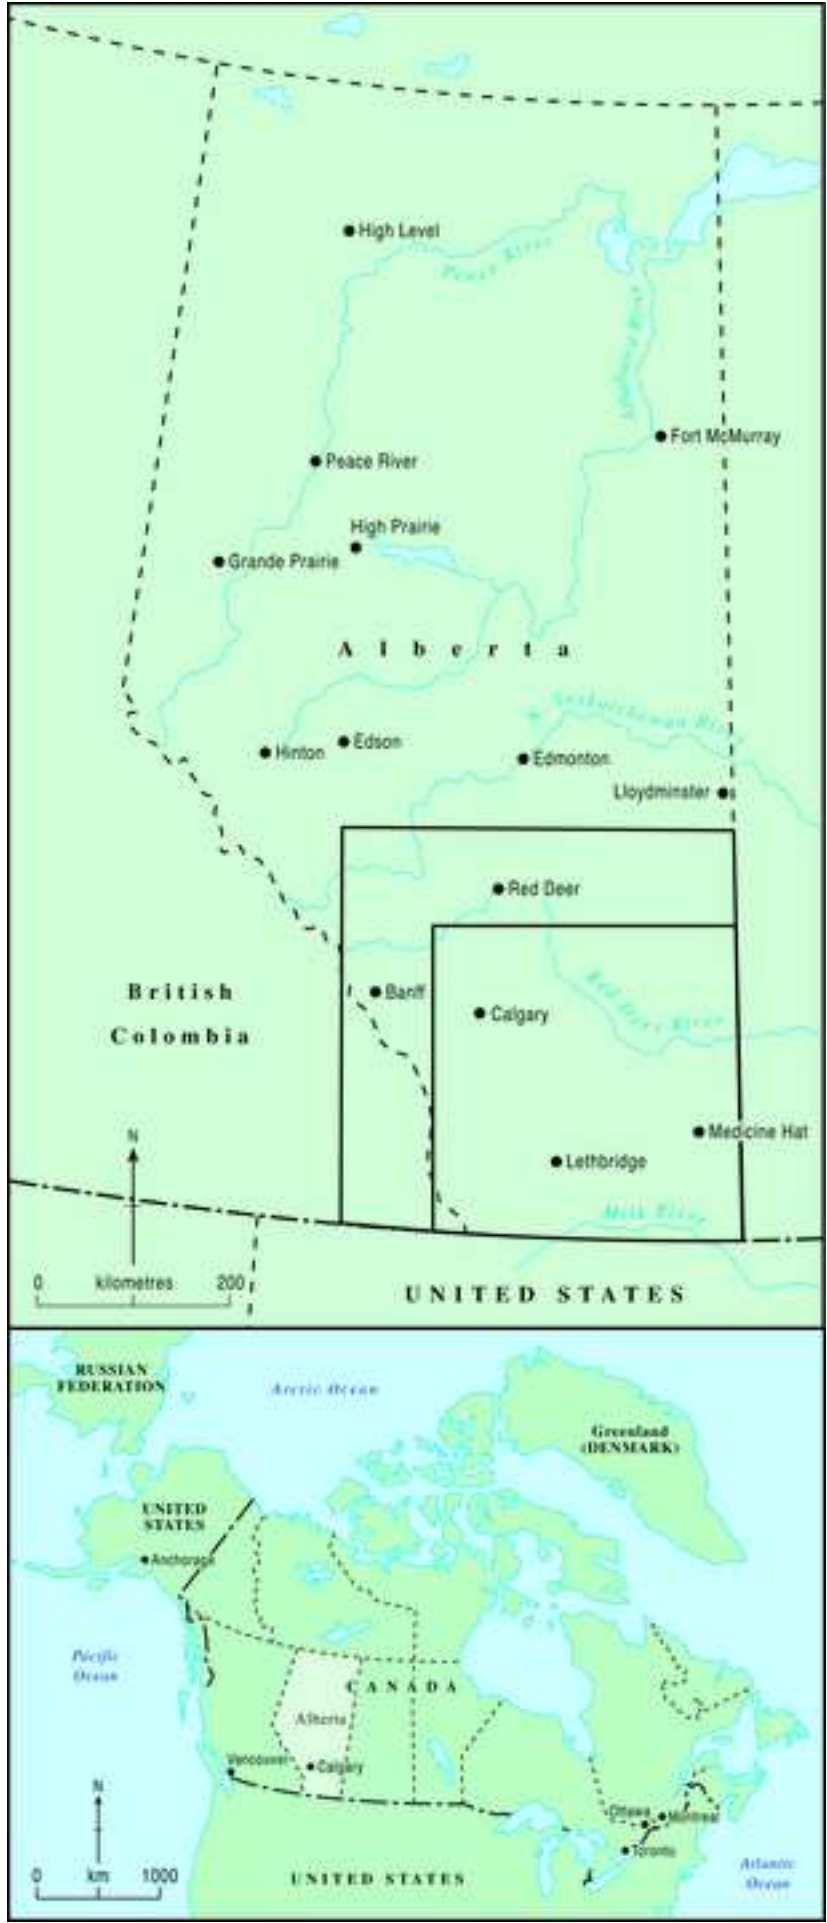 High Level
Peace River
Athabasca River
Fort McMurray
Peace River
High Prairie
Grande Prairie
Alberta
Saskatchewan River
Edson
Hinton
Edmonton
Lloydminster
Red Deer
British
Colombia
Banff
Calgary
Red Deer River
N
Medicine Hat
Lethbridge
Milk River
0 kilometres 200
UNITED STATES
RUSSIAN
FEDERATION
Arctic Ocean
Greenland
(DENMARK)
UNITED
STATES
Anchorage
Pacific
Ocean
CANADA
Alberta
Vancouver
Calgary
N
Ottawa
Montreal
Toronto
0 km 1000
UNITED STATES
Atlantic
Ocean